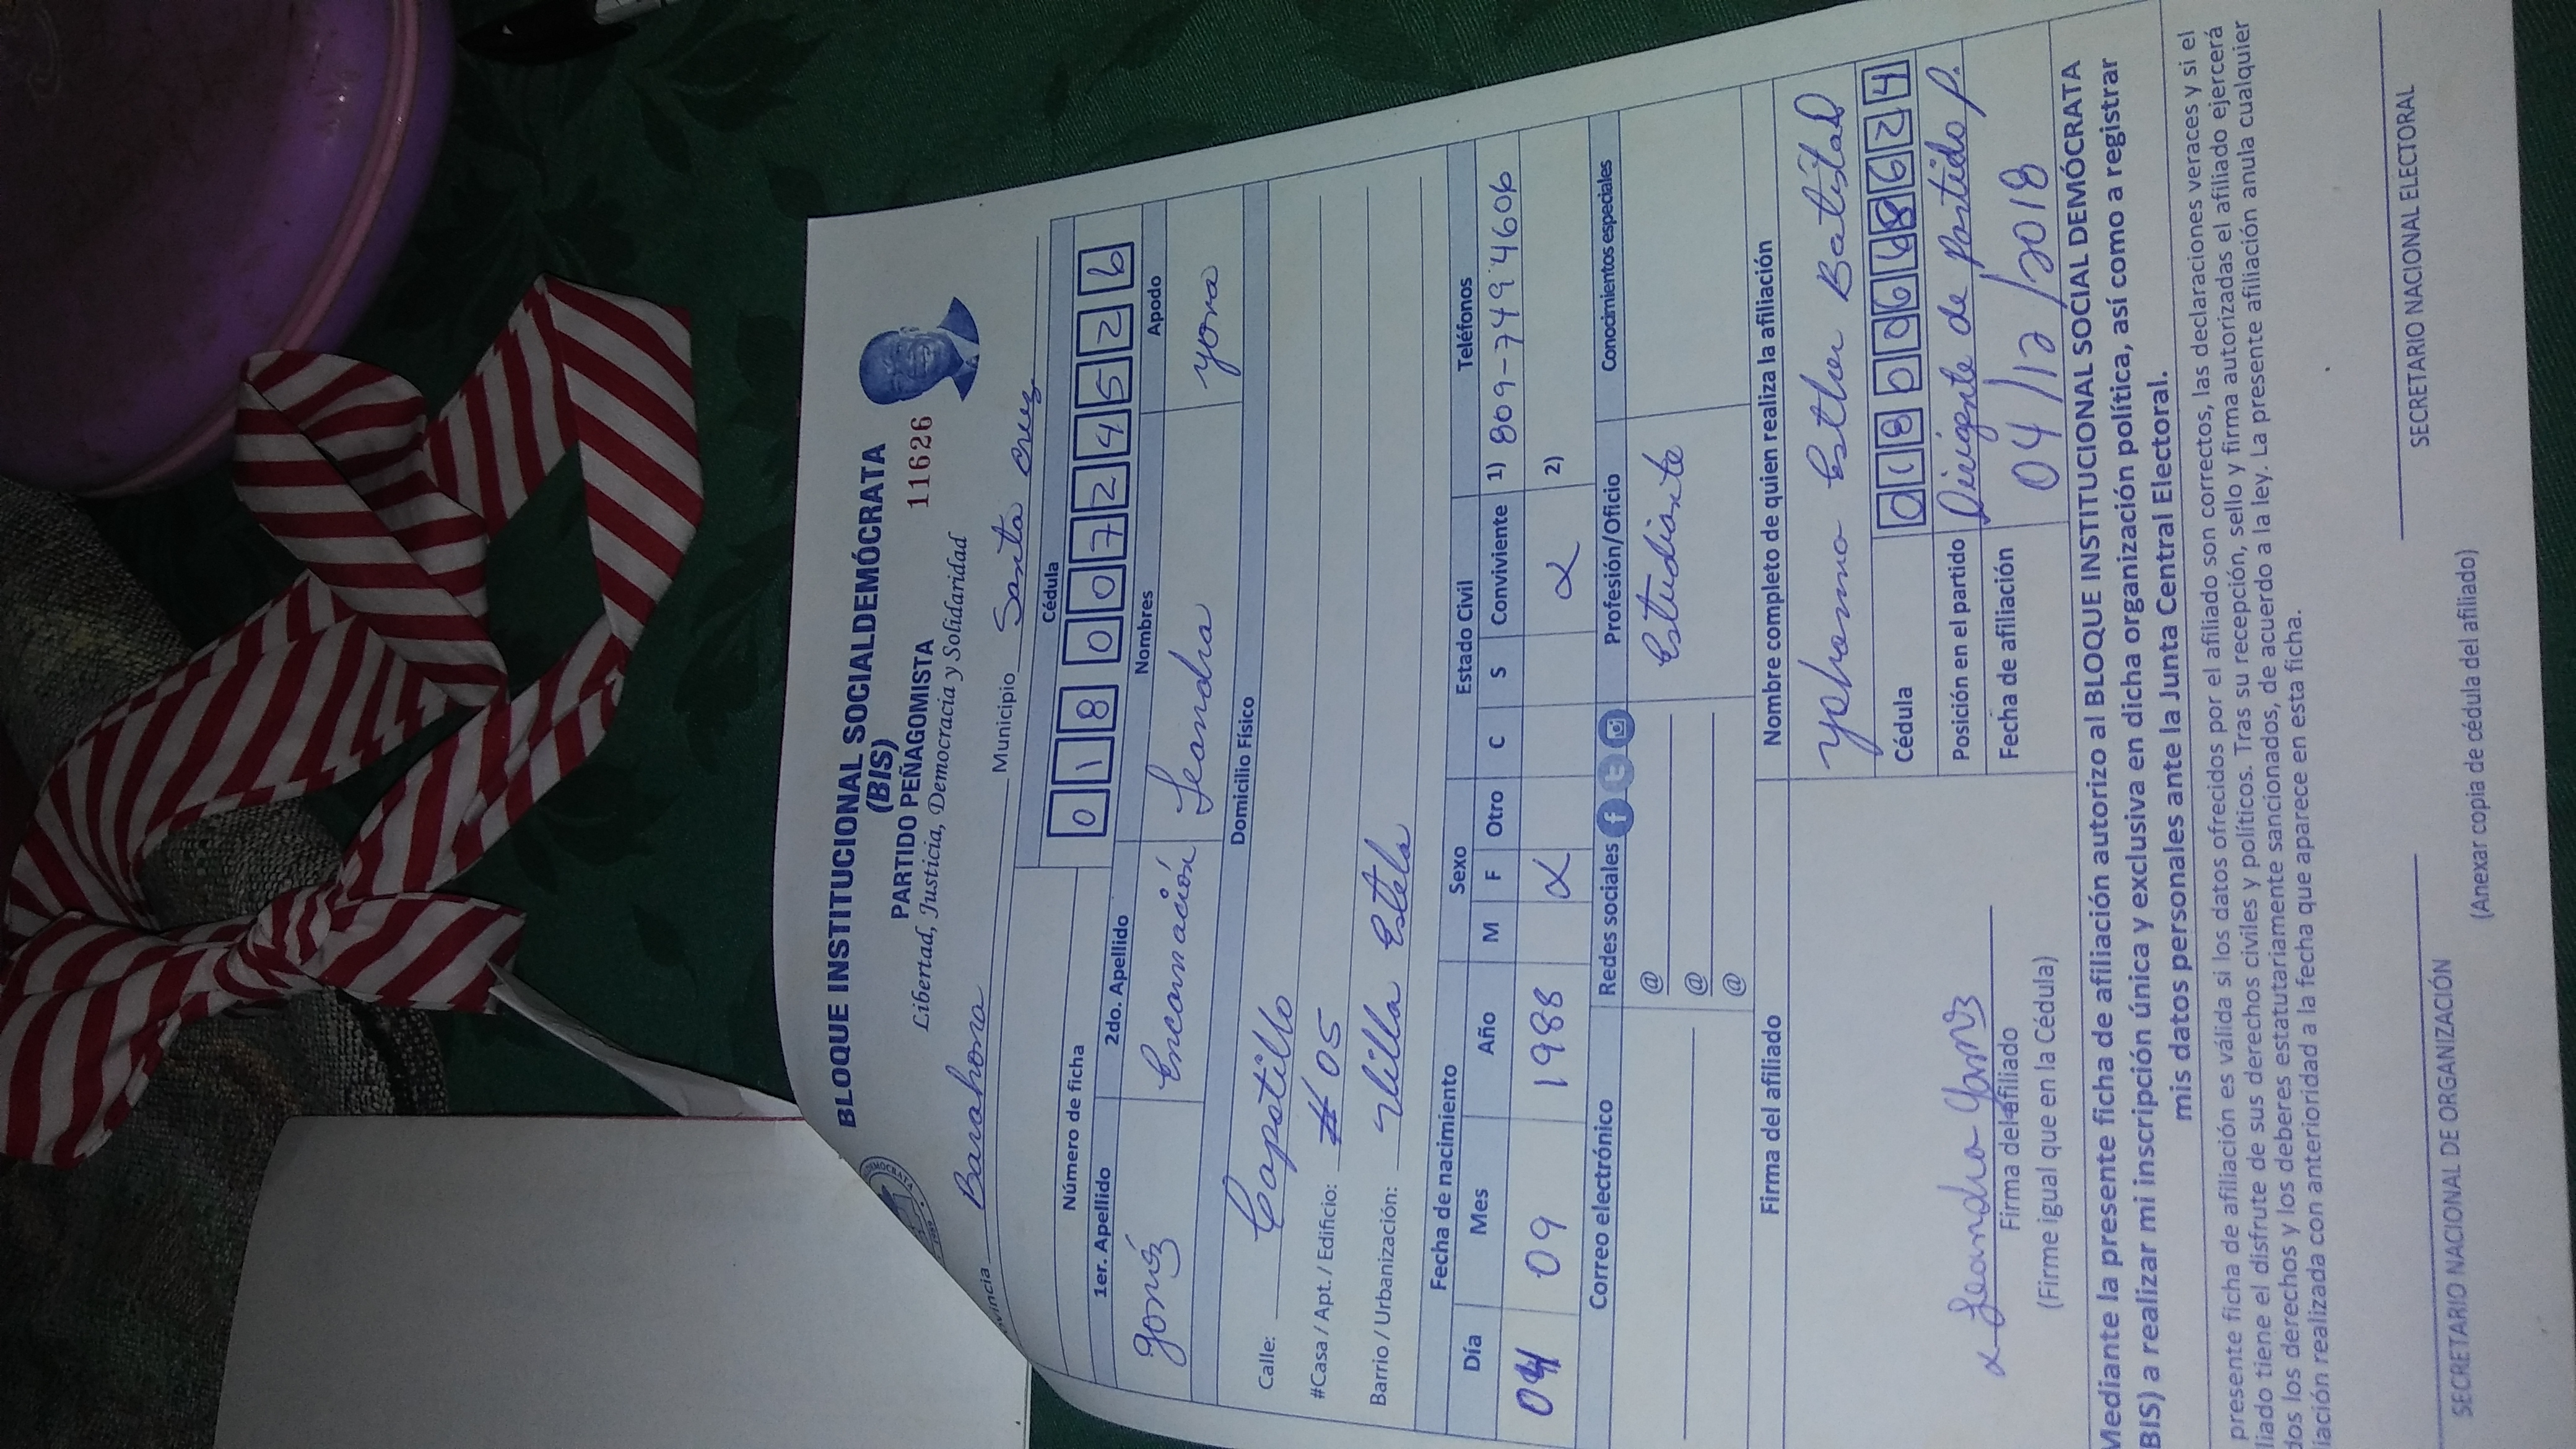 BLOQUE INSTITUCIONAL SOCIALDEMÓCRATA
(BIS)
PARTIDO PEÑAGOMISTA
11626
Libertad, Justicia, Democracia y Solidaridad
Barahona Municipio Santa Cruz
Número de ficha Cédula
0 1 8 0 0 7 2 4 5 2 6
1er. Apellido 2do. Apellido Nombres Apodo
Encarnación Leandra yona
Domicilio Físico
Calle: Capotillo
#Casa / Apt. / Edificio: # 05
Barrio / Urbanización: Villa Estela
Fecha de nacimiento Sexo Estado Civil Teléfonos
Día Mes Año M F Otro C S Conviviente 1) 809-749 4606
04 09 1988 x x 2)
Correo electrónico Redes sociales Profesión/Oficio Conocimientos especiales
@ Estudiante
@
@
Firma del afiliado Nombre completo de quien realiza la afiliación
Esther
Cédula 0 1 8 0 0 6 6 8 6 2 4
Posición en el partido Dirigente de Partido P.
Fecha de afiliación 04/12/2018
x Leandra
Firma del afiliado
(Firme igual que en la Cédula)
Mediante la presente ficha de afiliación autorizo al BLOQUE INSTITUCIONAL SOCIAL DEMÓCRATA
BIS) a realizar mi inscripción única y exclusiva en dicha organización política, así como a registrar
mis datos personales ante la Junta Central Electoral.
presente ficha de afiliación es válida si los datos ofrecidos por el afiliado son correctos, las declaraciones veraces y si el
liado tiene el disfrute de sus derechos civiles y políticos. Tras su recepción, sello y firma autorizadas el afiliado ejercerá
dos los derechos y los deberes estatutariamente sancionados, de acuerdo a la ley. La presente afiliación anula cualquier
iación realizada con anterioridad a la fecha que aparece en esta ficha.
SECRETARIO NACIONAL DE ORGANIZACIÓN SECRETARIO NACIONAL ELECTORAL
(Anexar copia de cédula del afiliado)